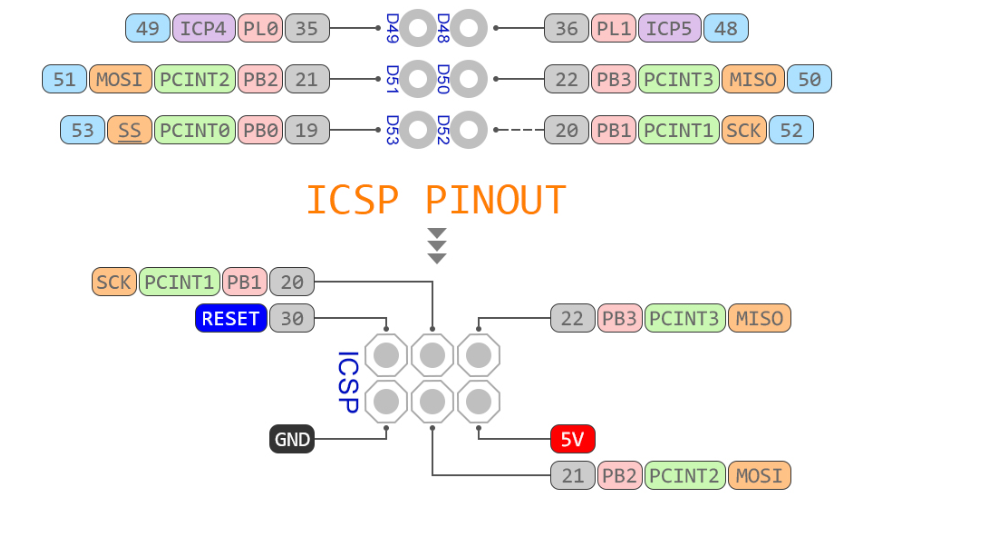 49 ICP4 PL0 35 D49 D48 36 PL1 ICP5 48
51 MOSI PCINT2 PB2 21 D51 D50 22 PB3 PCINT3 MISO 50
53 SS PCINT0 PB0 19 D53 D52 20 PB1 PCINT1 SCK 52
ICSP PINOUT
SCK PCINT1 PB1 20
RESET 30 22 PB3 PCINT3 MISO
ICSP
GND 5V
21 PB2 PCINT2 MOSI